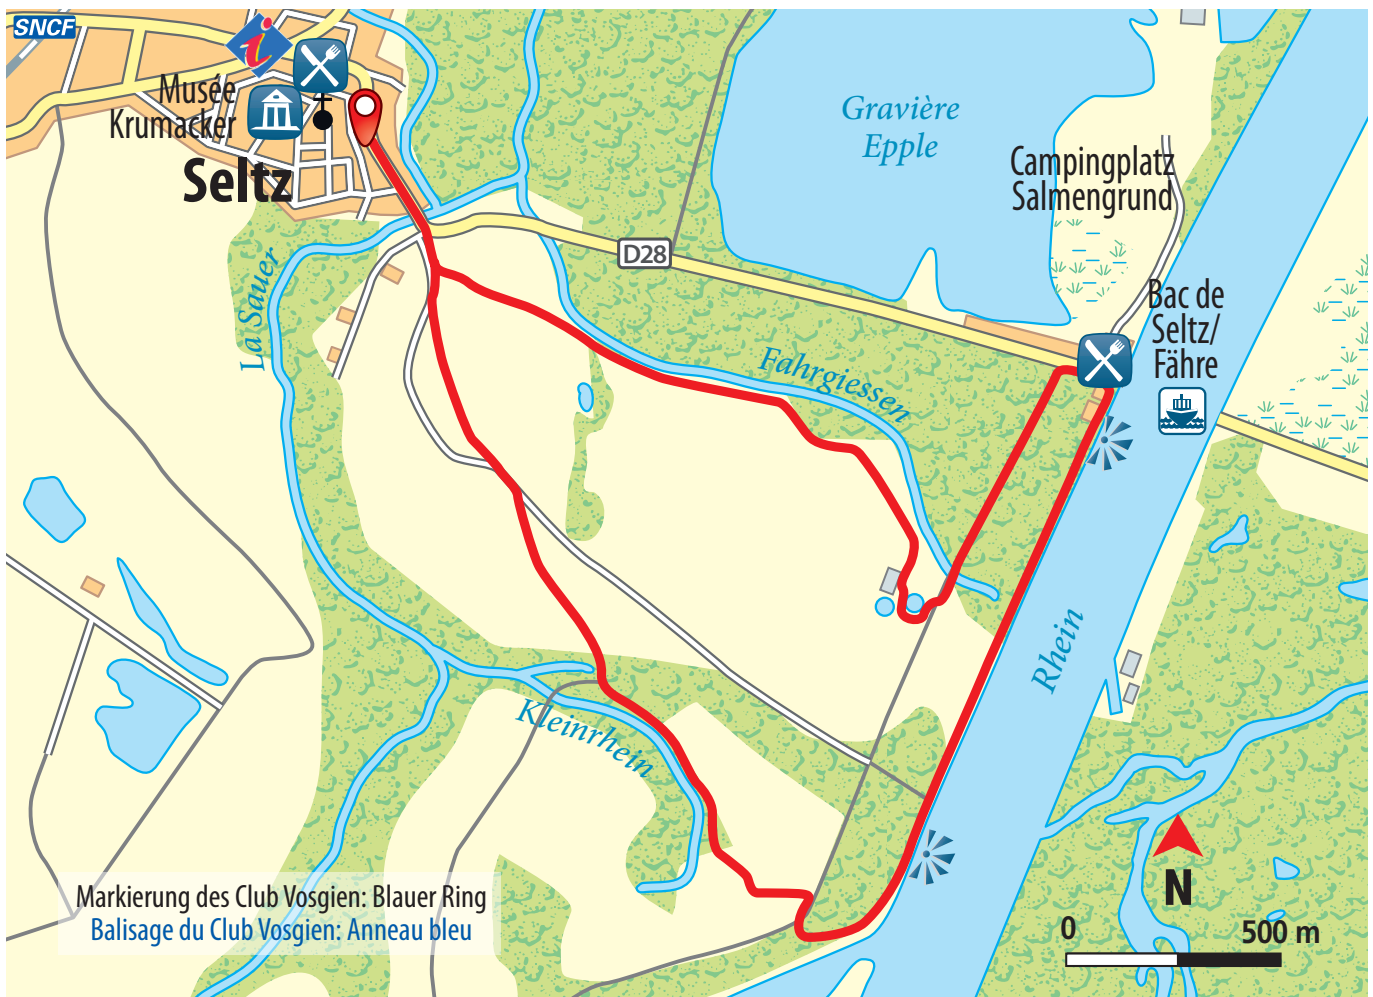 SNCF
i
Musée
Krumacker
Seltz
Gravière
Epple
Campingplatz
Salmengrund
D28
La Sauer
Bac de
Seltz/
Fähre
Fahrgiessen
Rhein
Kleinrhein
Markierung des Club Vosgien: Blauer Ring
Balisage du Club Vosgien: Anneau bleu
N
0 500 m